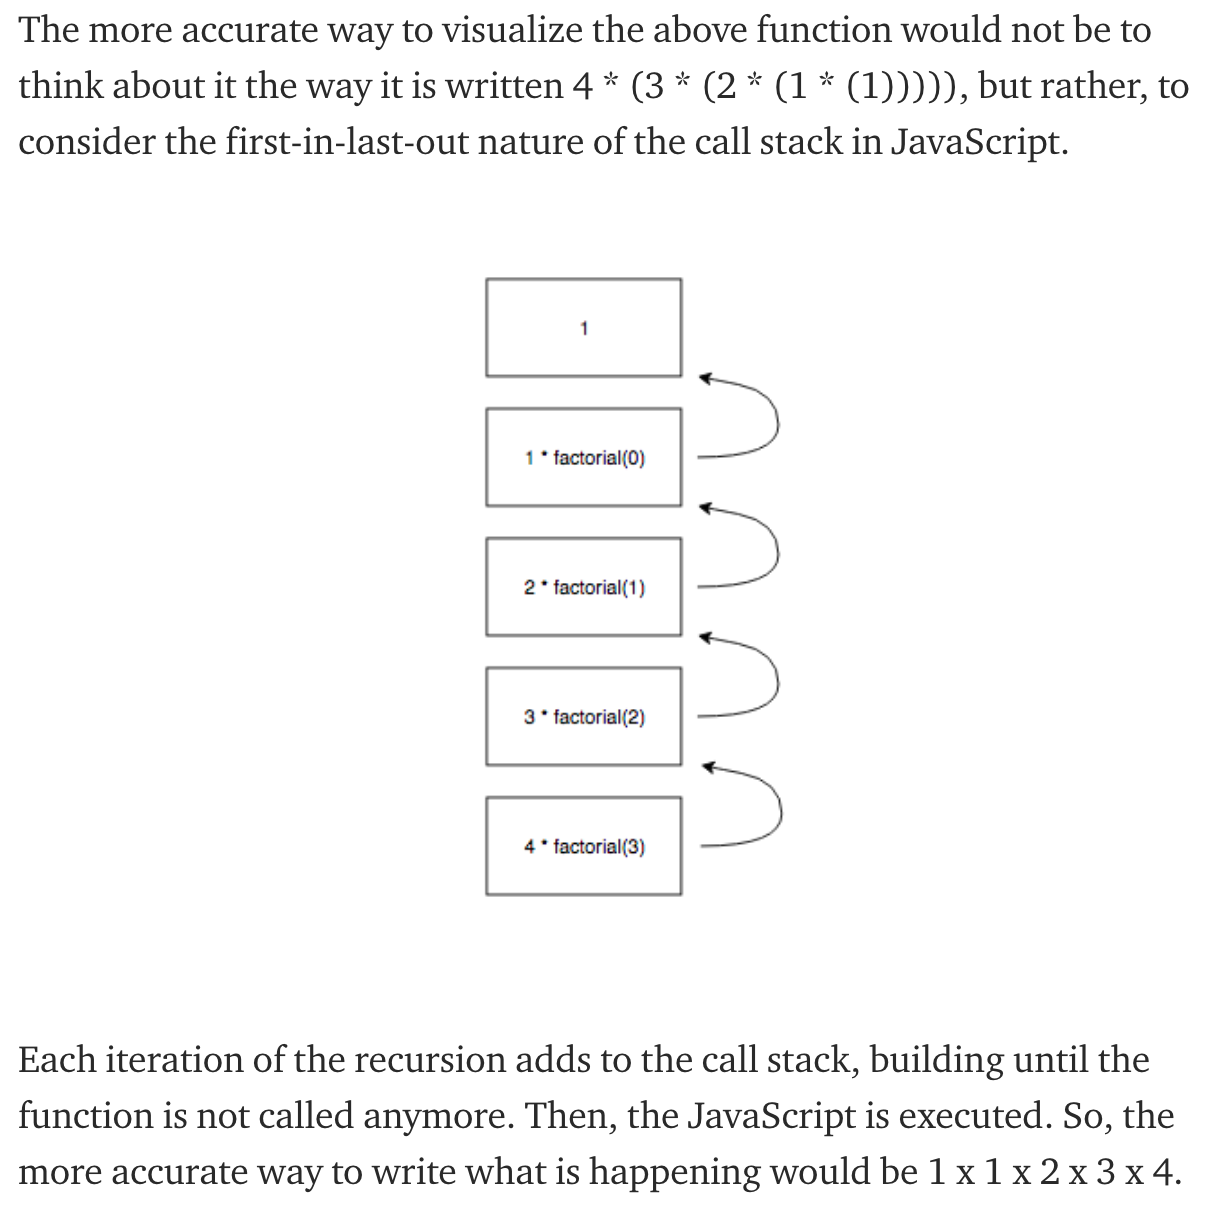 The more accurate way to visualize the above function would not be to
think about it the way it is written 4 * (3 * (2 * (1 * (1))))), but rather, to
consider the first-in-last-out nature of the call stack in JavaScript.
1
1 * factorial(0)
2 * factorial(1)
3 * factorial(2)
4 * factorial(3)
Each iteration of the recursion adds to the call stack, building until the
function is not called anymore. Then, the JavaScript is executed. So, the
more accurate way to write what is happening would be 1 x 1 x 2 x 3 x 4.